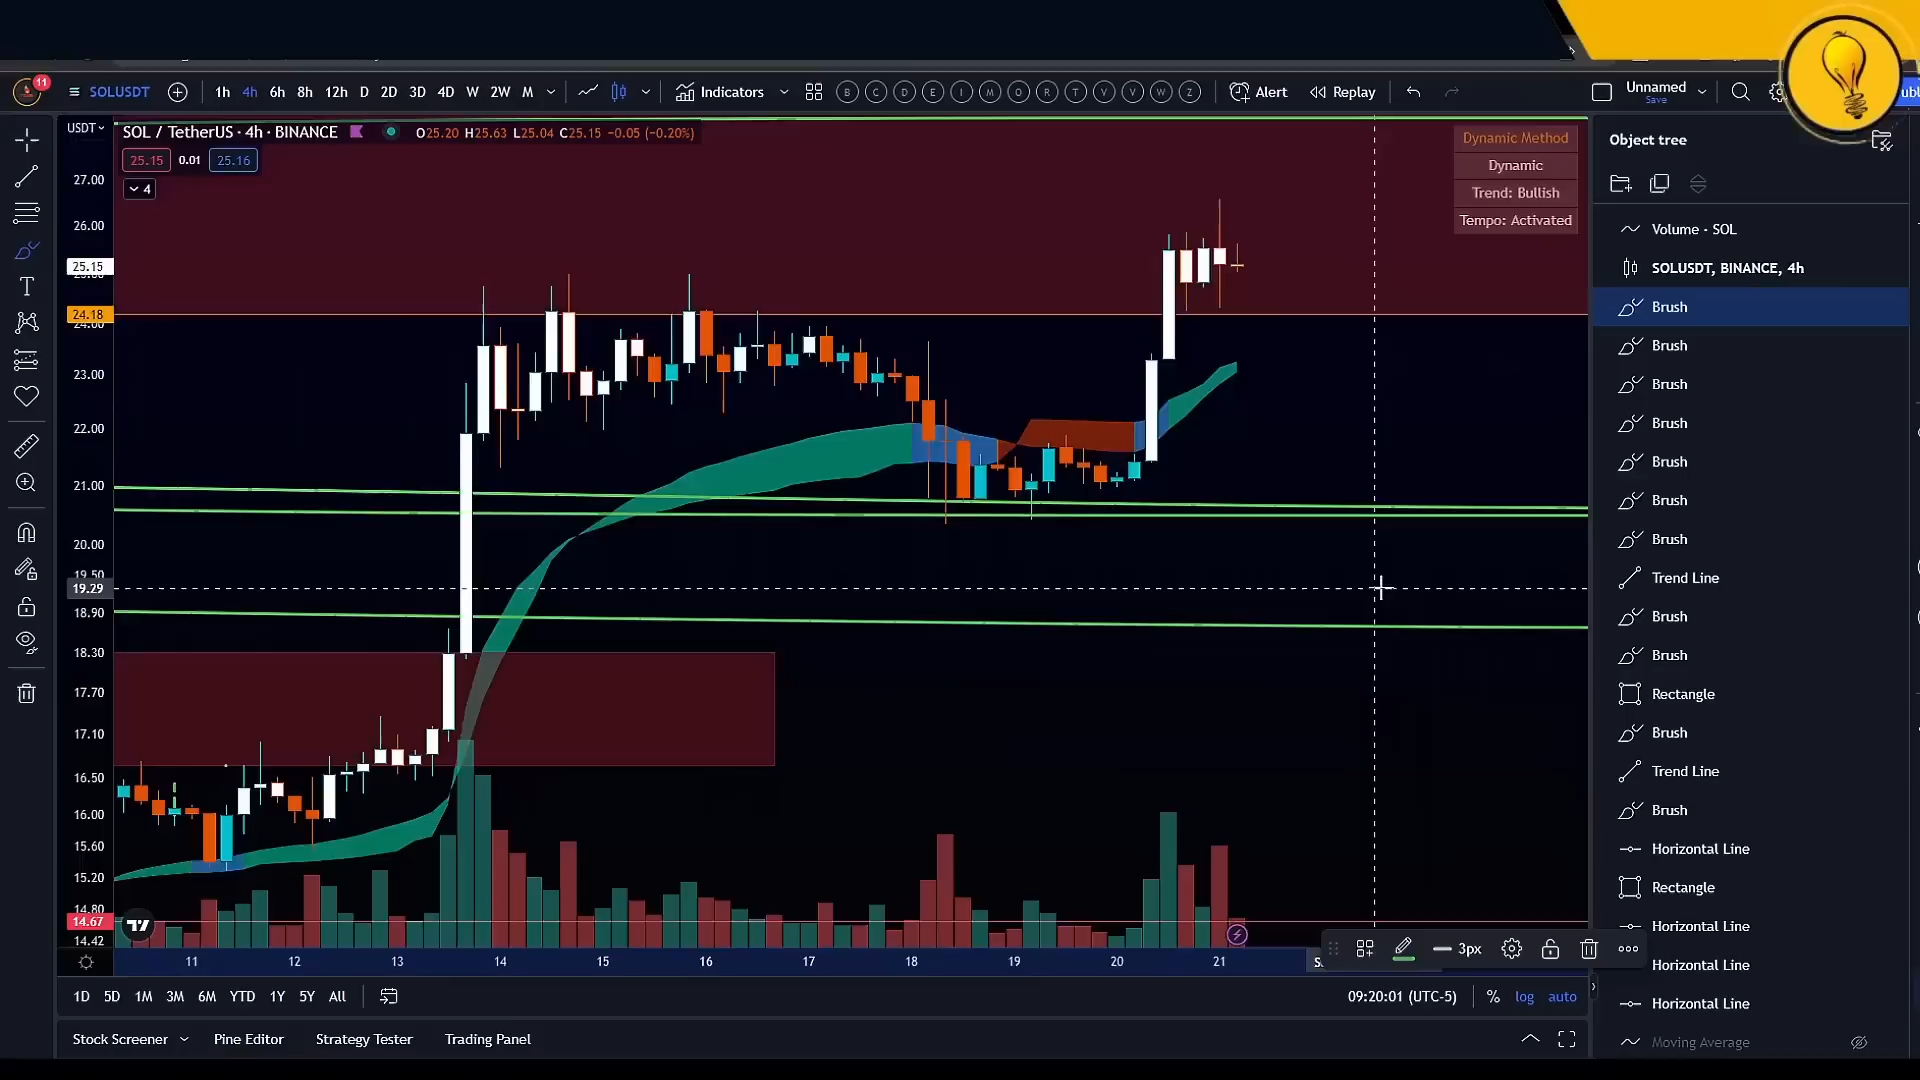 11
SOLUSDT
1h 4h 6h 8h 12h D 2D 3D 4D W 2W M
Indicators
B C D E I M O R T V V W Z
Alert
Replay
Unnamed
Save
USDT
SOL / TetherUS · 4h · BINANCE
O25.20 H25.63 L25.04 C25.15 −0.05 (−0.20%)
25.15 0.01 25.16
4
Dynamic Method
Dynamic
Trend: Bullish
Tempo: Activated
27.00
26.00
25.15
24.18
24.00
23.00
22.00
21.00
20.00
19.50
19.29
18.90
18.30
17.70
17.10
16.50
16.00
15.60
15.20
14.80
14.67
14.42
11 12 13 14 15 16 17 18 19 20 21
3px
1D 5D 1M 3M 6M YTD 1Y 5Y All
09:20:01 (UTC-5)
% log auto
Stock Screener
Pine Editor
Strategy Tester
Trading Panel
Object tree
Volume - SOL
SOLUSDT, BINANCE, 4h
Brush
Brush
Brush
Brush
Brush
Brush
Brush
Trend Line
Brush
Brush
Rectangle
Brush
Trend Line
Brush
Horizontal Line
Rectangle
Horizontal Line
Horizontal Line
Horizontal Line
Moving Average